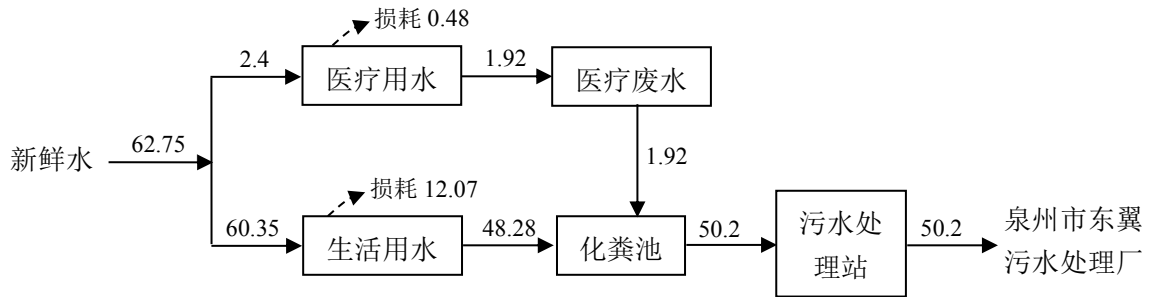 损耗 0.48
2.4
医疗用水
1.92
医疗废水
新鲜水
62.75
1.92
损耗 12.07
60.35
生活用水
48.28
化粪池
50.2
污水处
理站
50.2
泉州市东翼
污水处理厂